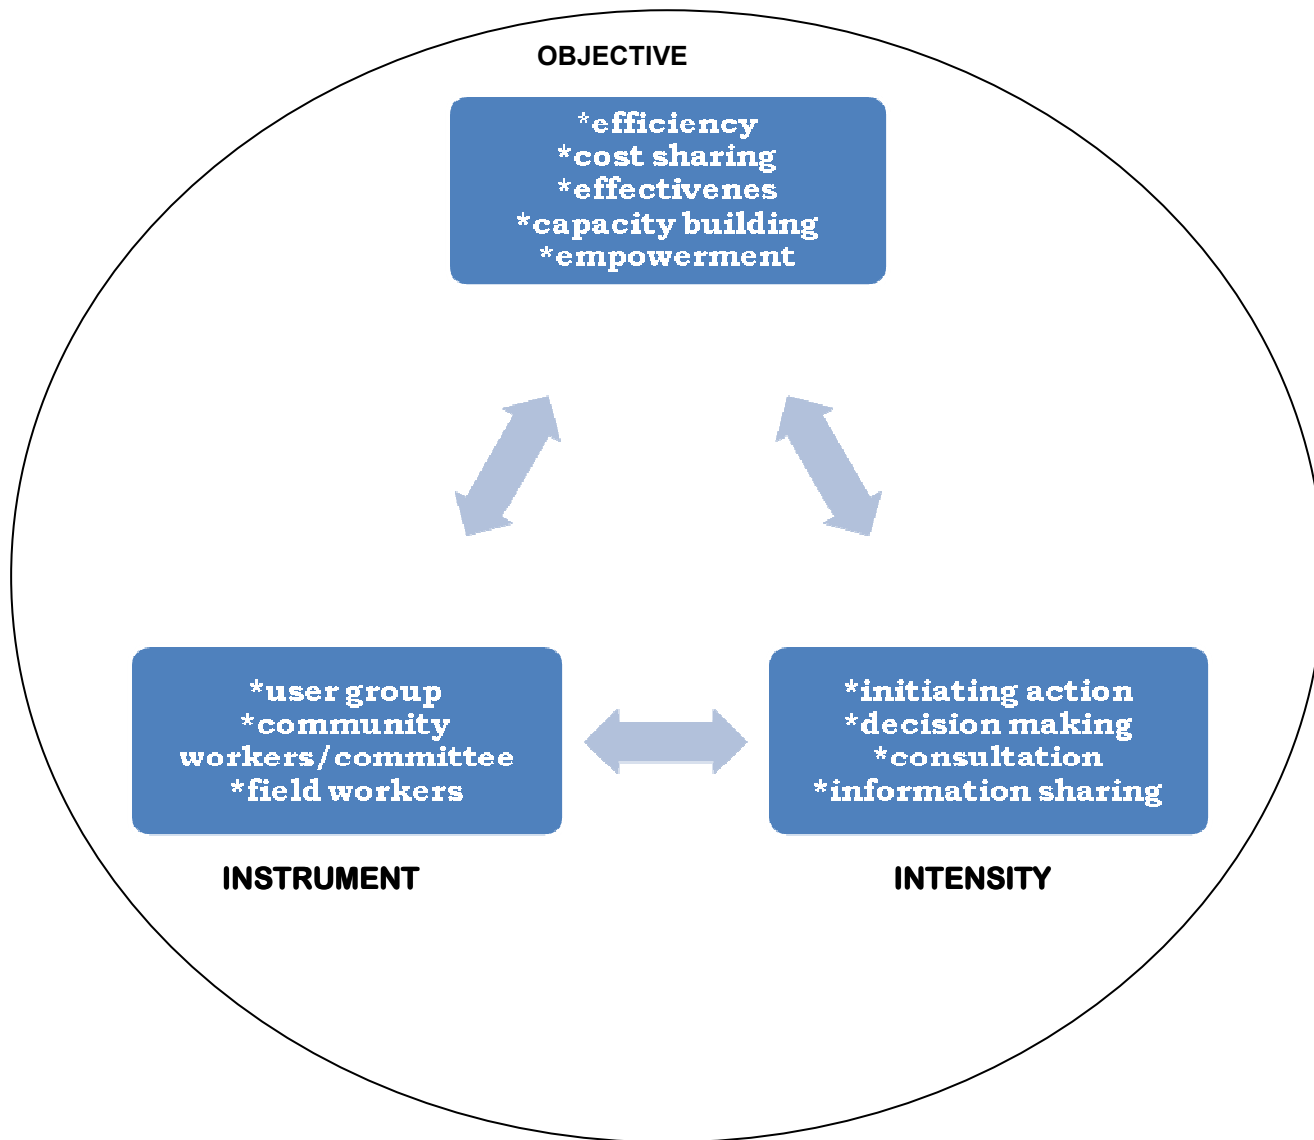 OBJECTIVE
*efficiency
*cost sharing
*effectivenes
*capacity building
*empowerment
*user group
*community
workers/committee
*field workers
*initiating action
*decision making
*consultation
*information sharing
INSTRUMENT
INTENSITY